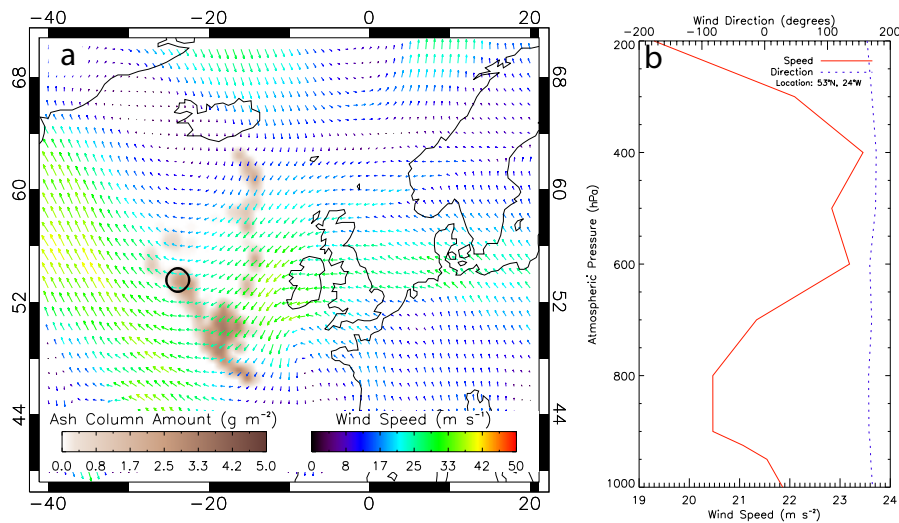 −40 −20 0 20
a
68 68
60 60
52 52
44 44
Ash Column Amount (g m⁻²)
0.0 0.8 1.7 2.5 3.3 4.2 5.0
Wind Speed (m s⁻²)
0 8 17 25 33 42 50
−40 −20 0 20
Wind Direction (degrees)
−200 −100 0 100 200
b
Speed
Direction
Location: 53°N, 24°W
Atmospheric Pressure (hPa)
200
400
600
800
1000
19 20 21 22 23 24
Wind Speed (m s⁻²)